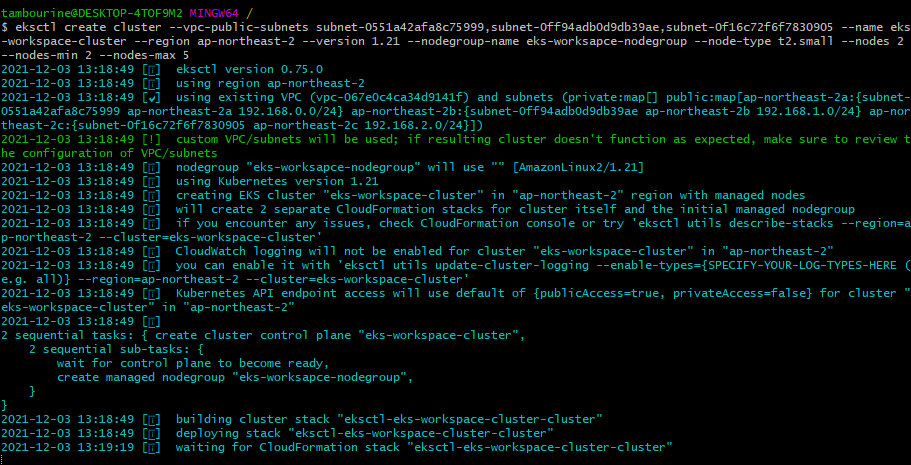 tambourine@DESKTOP-4TOF9M2 MINGW64 /
$ eksctl create cluster --vpc-public-subnets subnet-0551a42afa8c75999,subnet-0ff94adb0d9db39ae,subnet-0f16c72f6f7830905 --name eks
-workspace-cluster --region ap-northeast-2 --version 1.21 --nodegroup-name eks-worksapce-nodegroup --node-type t2.small --nodes 2
--nodes-min 2 --nodes-max 5
2021-12-03 13:18:49 [ℹ]  eksctl version 0.75.0
2021-12-03 13:18:49 [ℹ]  using region ap-northeast-2
2021-12-03 13:18:49 [✔]  using existing VPC (vpc-067e0c4ca34d9141f) and subnets (private:map[] public:map[ap-northeast-2a:{subnet-
0551a42afa8c75999 ap-northeast-2a 192.168.0.0/24} ap-northeast-2b:{subnet-0ff94adb0d9db39ae ap-northeast-2b 192.168.1.0/24} ap-nor
theast-2c:{subnet-0f16c72f6f7830905 ap-northeast-2c 192.168.2.0/24}])
2021-12-03 13:18:49 [!]  custom VPC/subnets will be used; if resulting cluster doesn't function as expected, make sure to review t
he configuration of VPC/subnets
2021-12-03 13:18:49 [ℹ]  nodegroup "eks-worksapce-nodegroup" will use "" [AmazonLinux2/1.21]
2021-12-03 13:18:49 [ℹ]  using Kubernetes version 1.21
2021-12-03 13:18:49 [ℹ]  creating EKS cluster "eks-workspace-cluster" in "ap-northeast-2" region with managed nodes
2021-12-03 13:18:49 [ℹ]  will create 2 separate CloudFormation stacks for cluster itself and the initial managed nodegroup
2021-12-03 13:18:49 [ℹ]  if you encounter any issues, check CloudFormation console or try 'eksctl utils describe-stacks --region=a
p-northeast-2 --cluster=eks-workspace-cluster'
2021-12-03 13:18:49 [ℹ]  CloudWatch logging will not be enabled for cluster "eks-workspace-cluster" in "ap-northeast-2"
2021-12-03 13:18:49 [ℹ]  you can enable it with 'eksctl utils update-cluster-logging --enable-types={SPECIFY-YOUR-LOG-TYPES-HERE (
e.g. all)} --region=ap-northeast-2 --cluster=eks-workspace-cluster'
2021-12-03 13:18:49 [ℹ]  Kubernetes API endpoint access will use default of {publicAccess=true, privateAccess=false} for cluster "
eks-workspace-cluster" in "ap-northeast-2"
2021-12-03 13:18:49 [ℹ]
2 sequential tasks: { create cluster control plane "eks-workspace-cluster",
    2 sequential sub-tasks: {
        wait for control plane to become ready,
        create managed nodegroup "eks-worksapce-nodegroup",
    }
}
2021-12-03 13:18:49 [ℹ]  building cluster stack "eksctl-eks-workspace-cluster-cluster"
2021-12-03 13:18:49 [ℹ]  deploying stack "eksctl-eks-workspace-cluster-cluster"
2021-12-03 13:19:19 [ℹ]  waiting for CloudFormation stack "eksctl-eks-workspace-cluster-cluster"